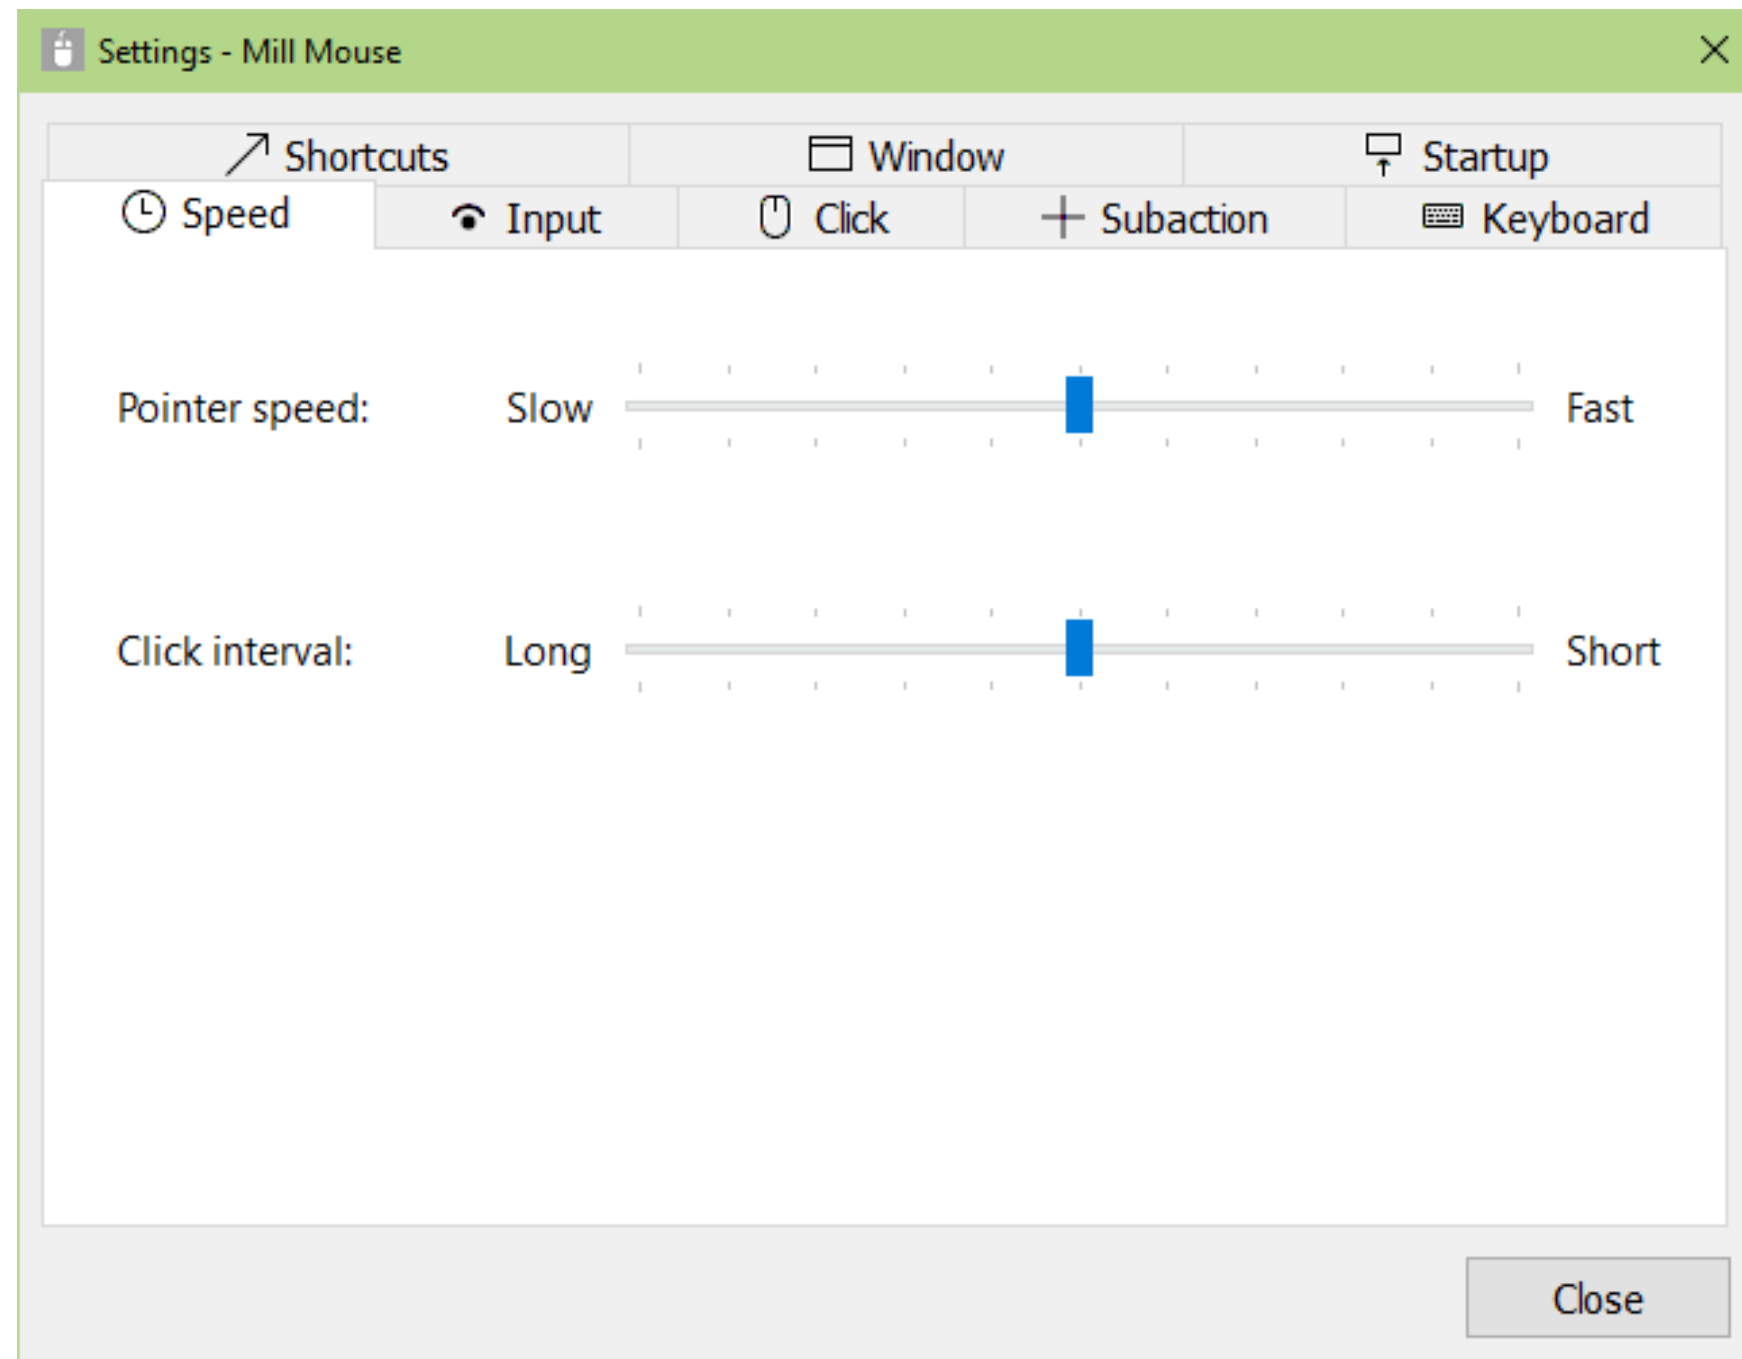 Settings - Mill Mouse
Shortcuts Window Startup
Speed Input Click Subaction Keyboard
Pointer speed: Slow Fast
Click interval: Long Short
Close